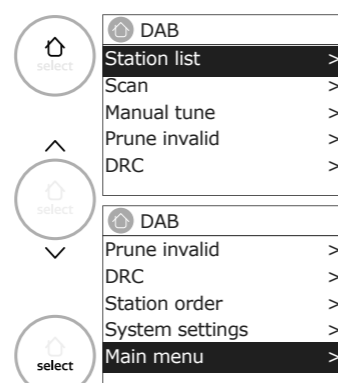 select
DAB
Station list >
Scan >
Manual tune >
Prune invalid >
DRC >
select
DAB
Prune invalid >
DRC >
Station order >
System settings >
Main menu >
select